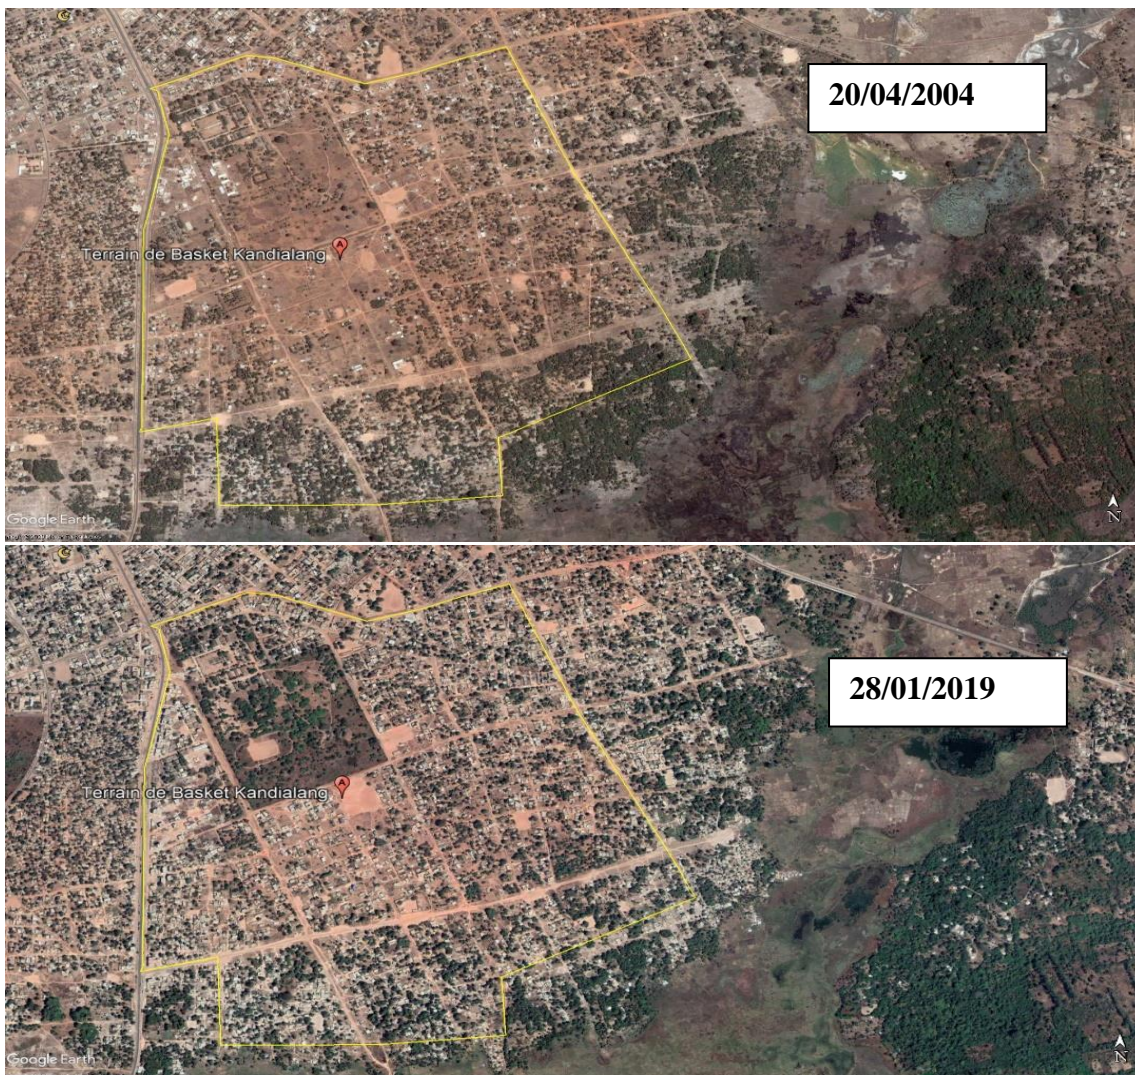 20/04/2004
A
Terrain de Basket Kandialang
Google Earth
N
28/01/2019
A
Terrain de Basket Kandialang
Google Earth
N